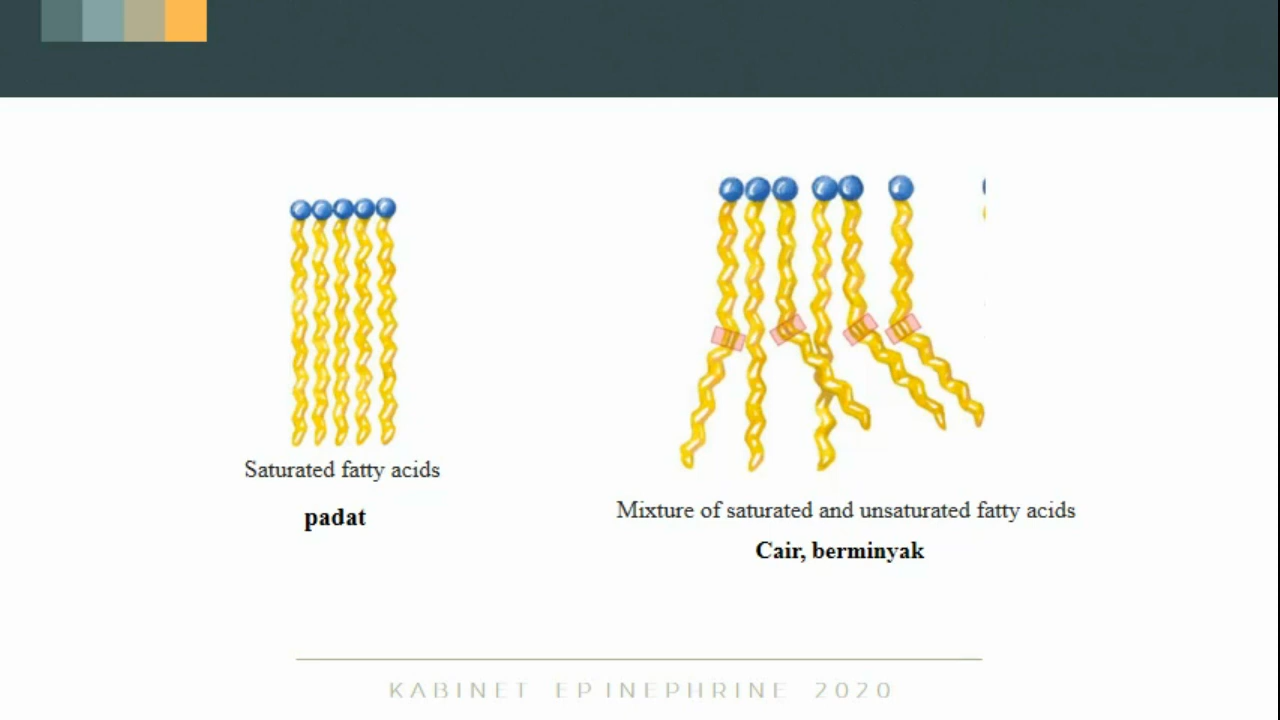 Saturated fatty acids
padat
Mixture of saturated and unsaturated fatty acids
Cair, berminyak
KABINET EPINEPHRINE 2020